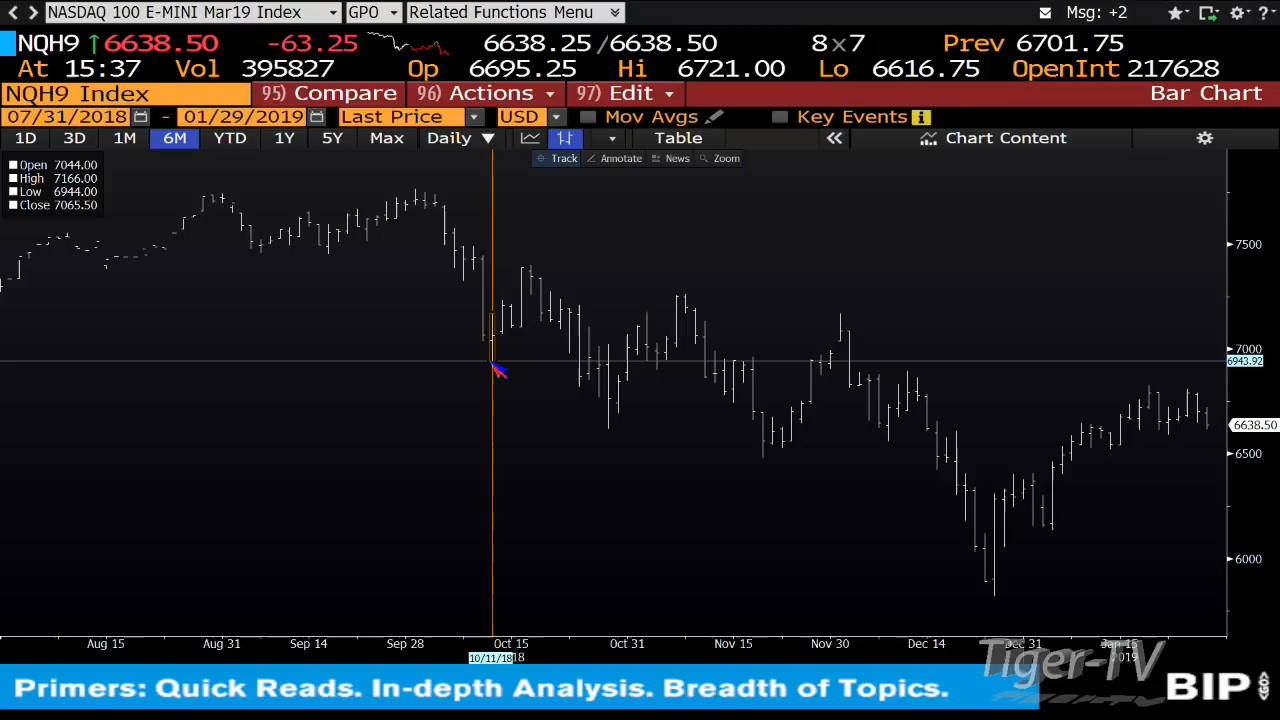 NASDAQ 100 E-MINI Mar19 Index GPO Related Functions Menu Msg: +2
NQH9 ↑6638.50 -63.25 6638.25/6638.50 8x7 Prev 6701.75
At 15:37 Vol 395827 Op 6695.25 Hi 6721.00 Lo 6616.75 OpenInt 217628
NQH9 Index 95) Compare 96) Actions 97) Edit Bar Chart
07/31/2018 - 01/29/2019 Last Price USD Mov Avgs Key Events
1D 3D 1M 6M YTD 1Y 5Y Max Daily Table Chart Content
Track Annotate News Zoom
Open 7044.00
High 7166.00
Low 6944.00
Close 7065.50
7500
7000
6943.92
6638.50
6500
6000
Aug 15 Aug 31 Sep 14 Sep 28 Oct 15 Oct 31 Nov 15 Nov 30 Dec 14 Dec 31 Jan 15
10/11/18 18 2019
Tiger-TV
Primers: Quick Reads. In-depth Analysis. Breadth of Topics. BIP